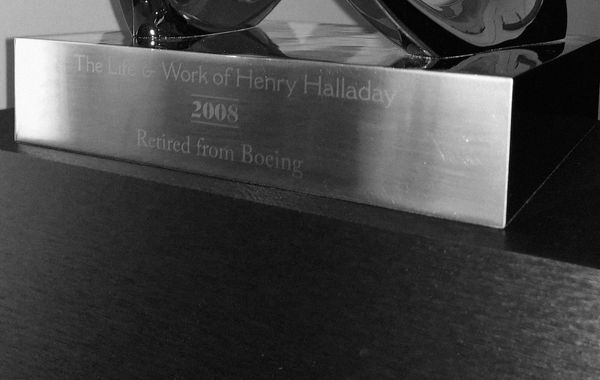 The Life & Work of Henry Halladay
2008
Retired from Boeing